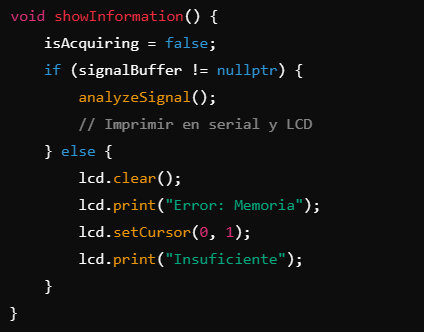 void showInformation() {
    isAcquiring = false;
    if (signalBuffer != nullptr) {
        analyzeSignal();
        // Imprimir en serial y LCD
    } else {
        lcd.clear();
        lcd.print("Error: Memoria");
        lcd.setCursor(0, 1);
        lcd.print("Insuficiente");
    }
}